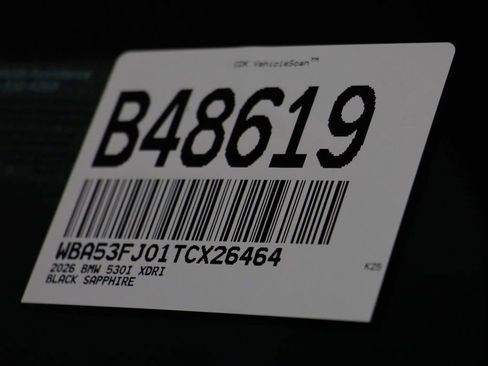 CDK VehicleScan™
B48619
WBA53FJ01TCX26464
2026 BMW 530I XDRI
BLACK SAPPHIRE
K25